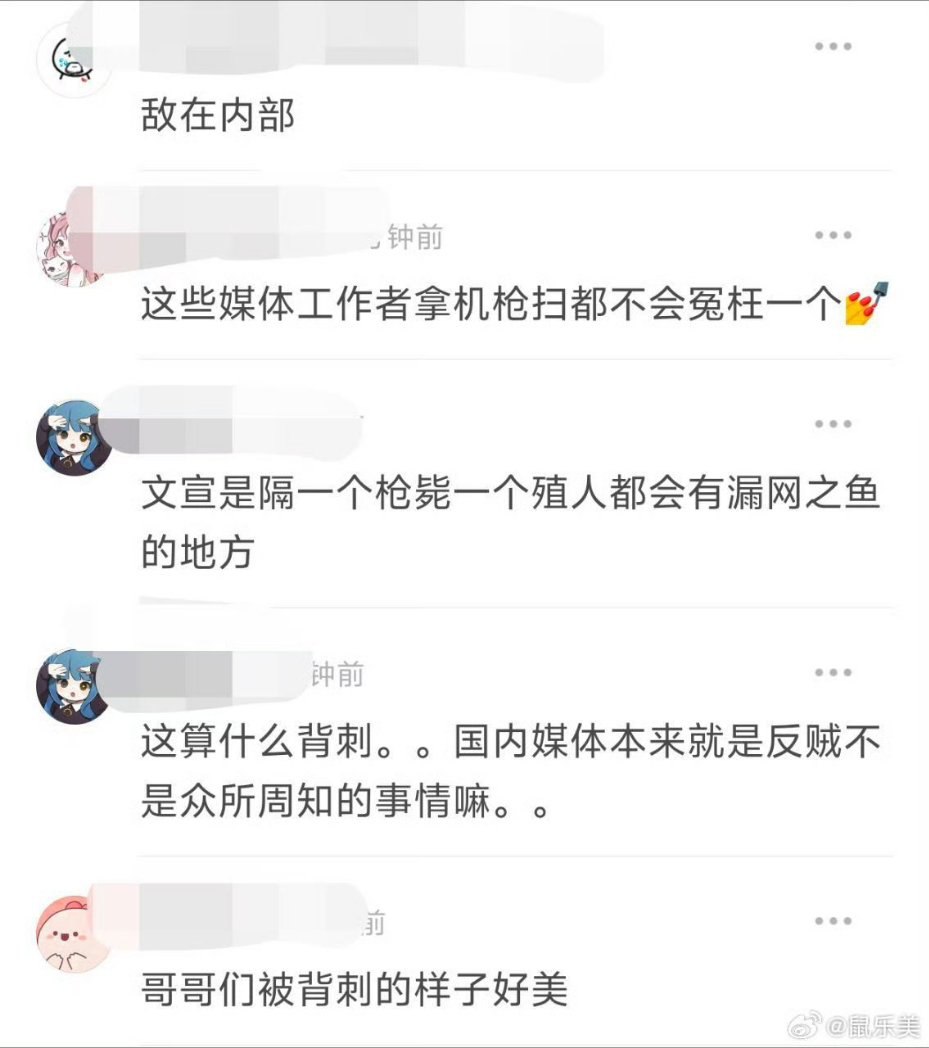 敌在内部
钟前
这些媒体工作者拿机枪扫都不会冤枉一个💅
文宣是隔一个枪毙一个殖人都会有漏网之鱼
的地方
钟前
这算什么背刺。。国内媒体本来就是反贼不
是众所周知的事情嘛。。
前
哥哥们被背刺的样子好美
@鼠乐美